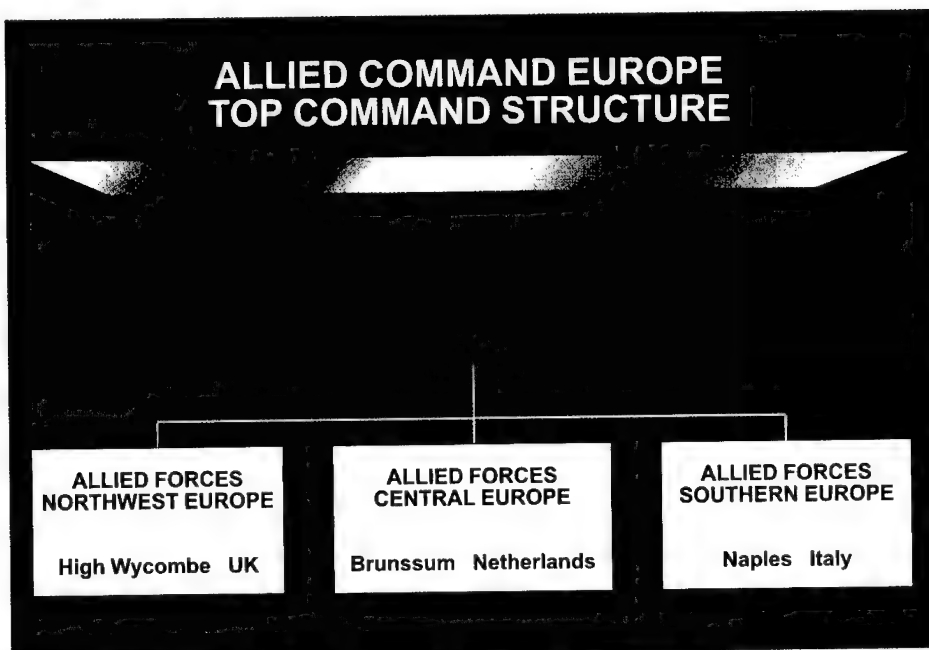 ALLIED COMMAND EUROPE
TOP COMMAND STRUCTURE
ALLIED FORCES
NORTHWEST EUROPE
High Wycombe UK
ALLIED FORCES
CENTRAL EUROPE
Brunssum Netherlands
ALLIED FORCES
SOUTHERN EUROPE
Naples Italy